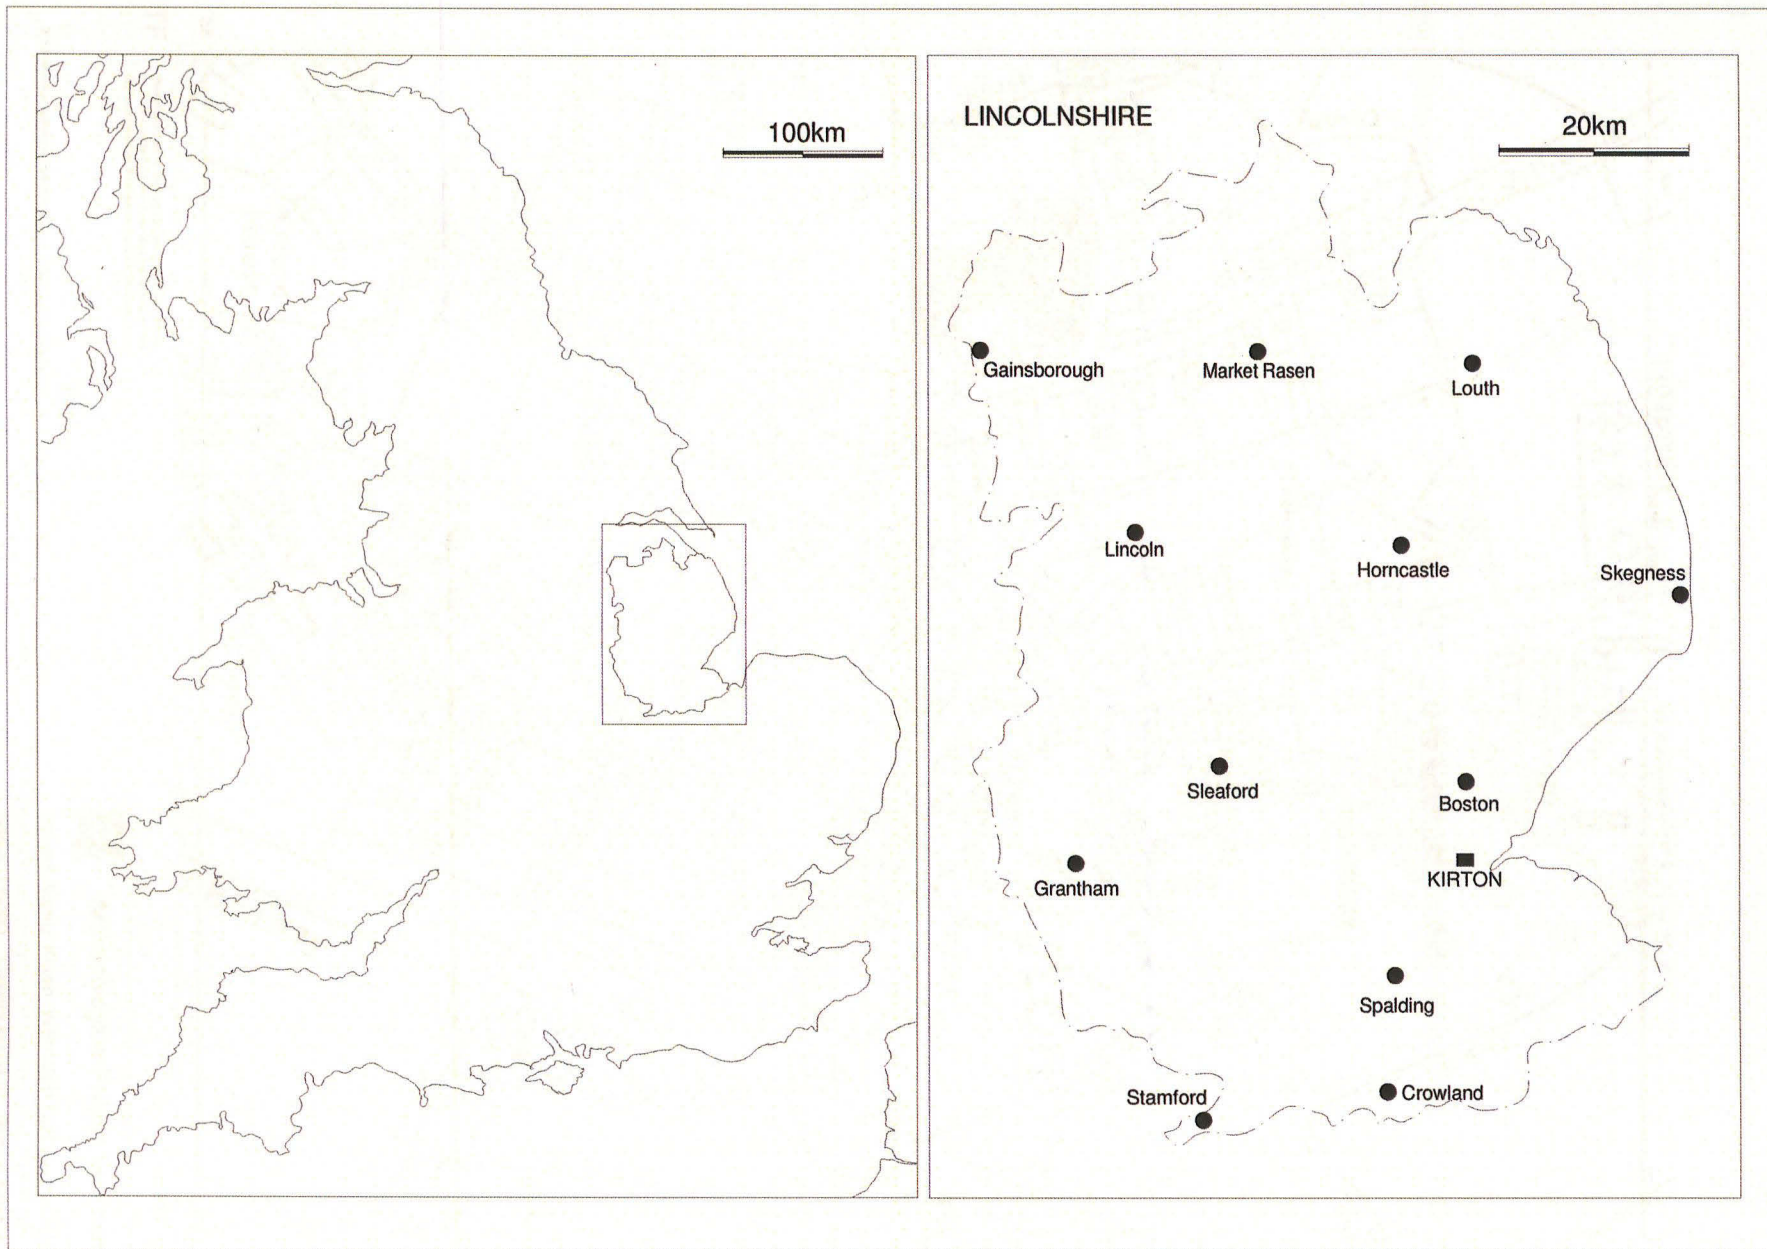 100km
LINCOLNSHIRE
20km
Gainsborough
Market Rasen
Louth
Lincoln
Horncastle
Skegness
Sleaford
Boston
Grantham
KIRTON
Spalding
Stamford
Crowland